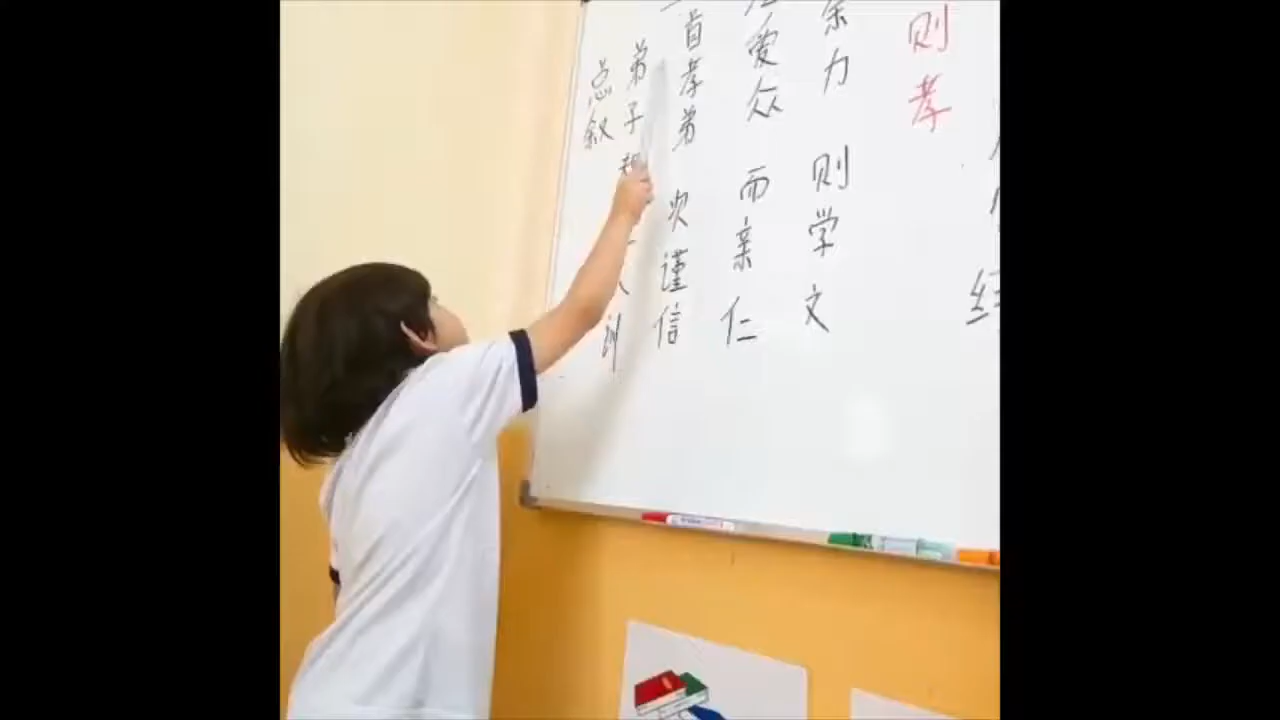 总叙
弟子
首孝弟 次谨信
爱众 而亲仁
余力 则学文
则孝